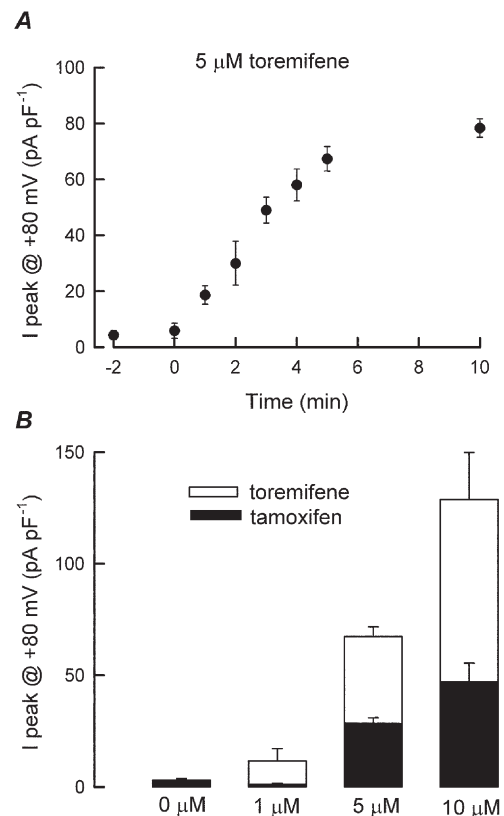 A
5 µM toremifene
I peak @ +80 mV (pA pF⁻¹)
100
80
60
40
20
0
-2 0 2 4 6 8 10
Time (min)
B
I peak @ +80 mV (pA pF⁻¹)
150
100
50
0
toremifene
tamoxifen
0 µM 1 µM 5 µM 10 µM